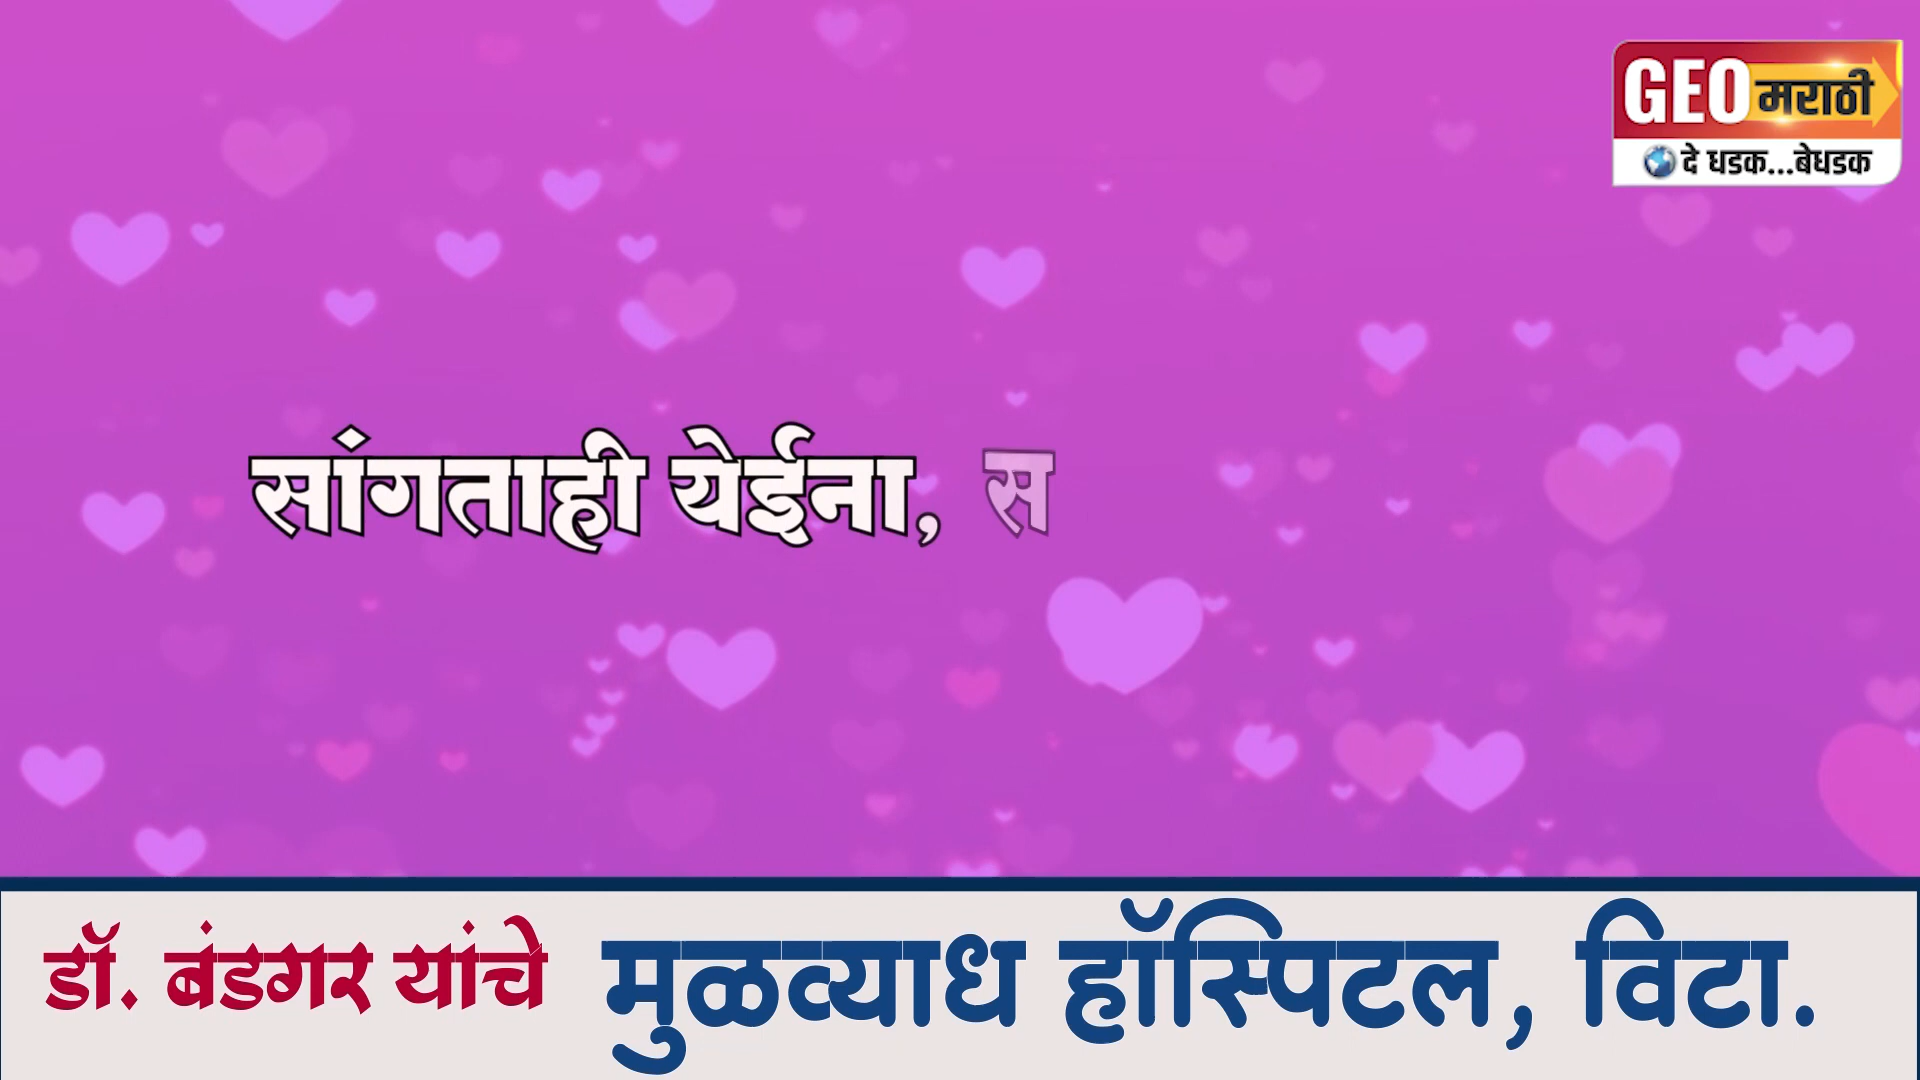 GEO मराठी
दे धडक...बेधडक
सांगताही येईना, स
डॉ. बंडगर यांचे मुळव्याध हॉस्पिटल, विटा.